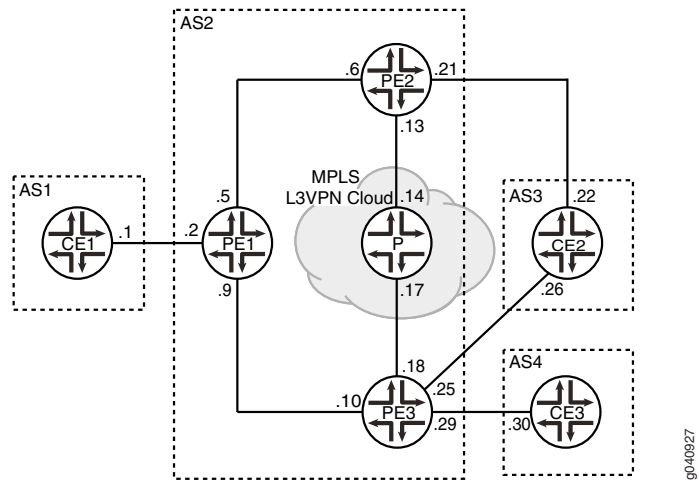 AS2
.6
PE2
.21
.13
MPLS
L3VPN Cloud
.14
AS1
CE1
.1
.2
PE1
.5
.9
P
.17
AS3
.22
CE2
.26
.18
.25
.10
PE3
.29
AS4
.30
CE3
g040927